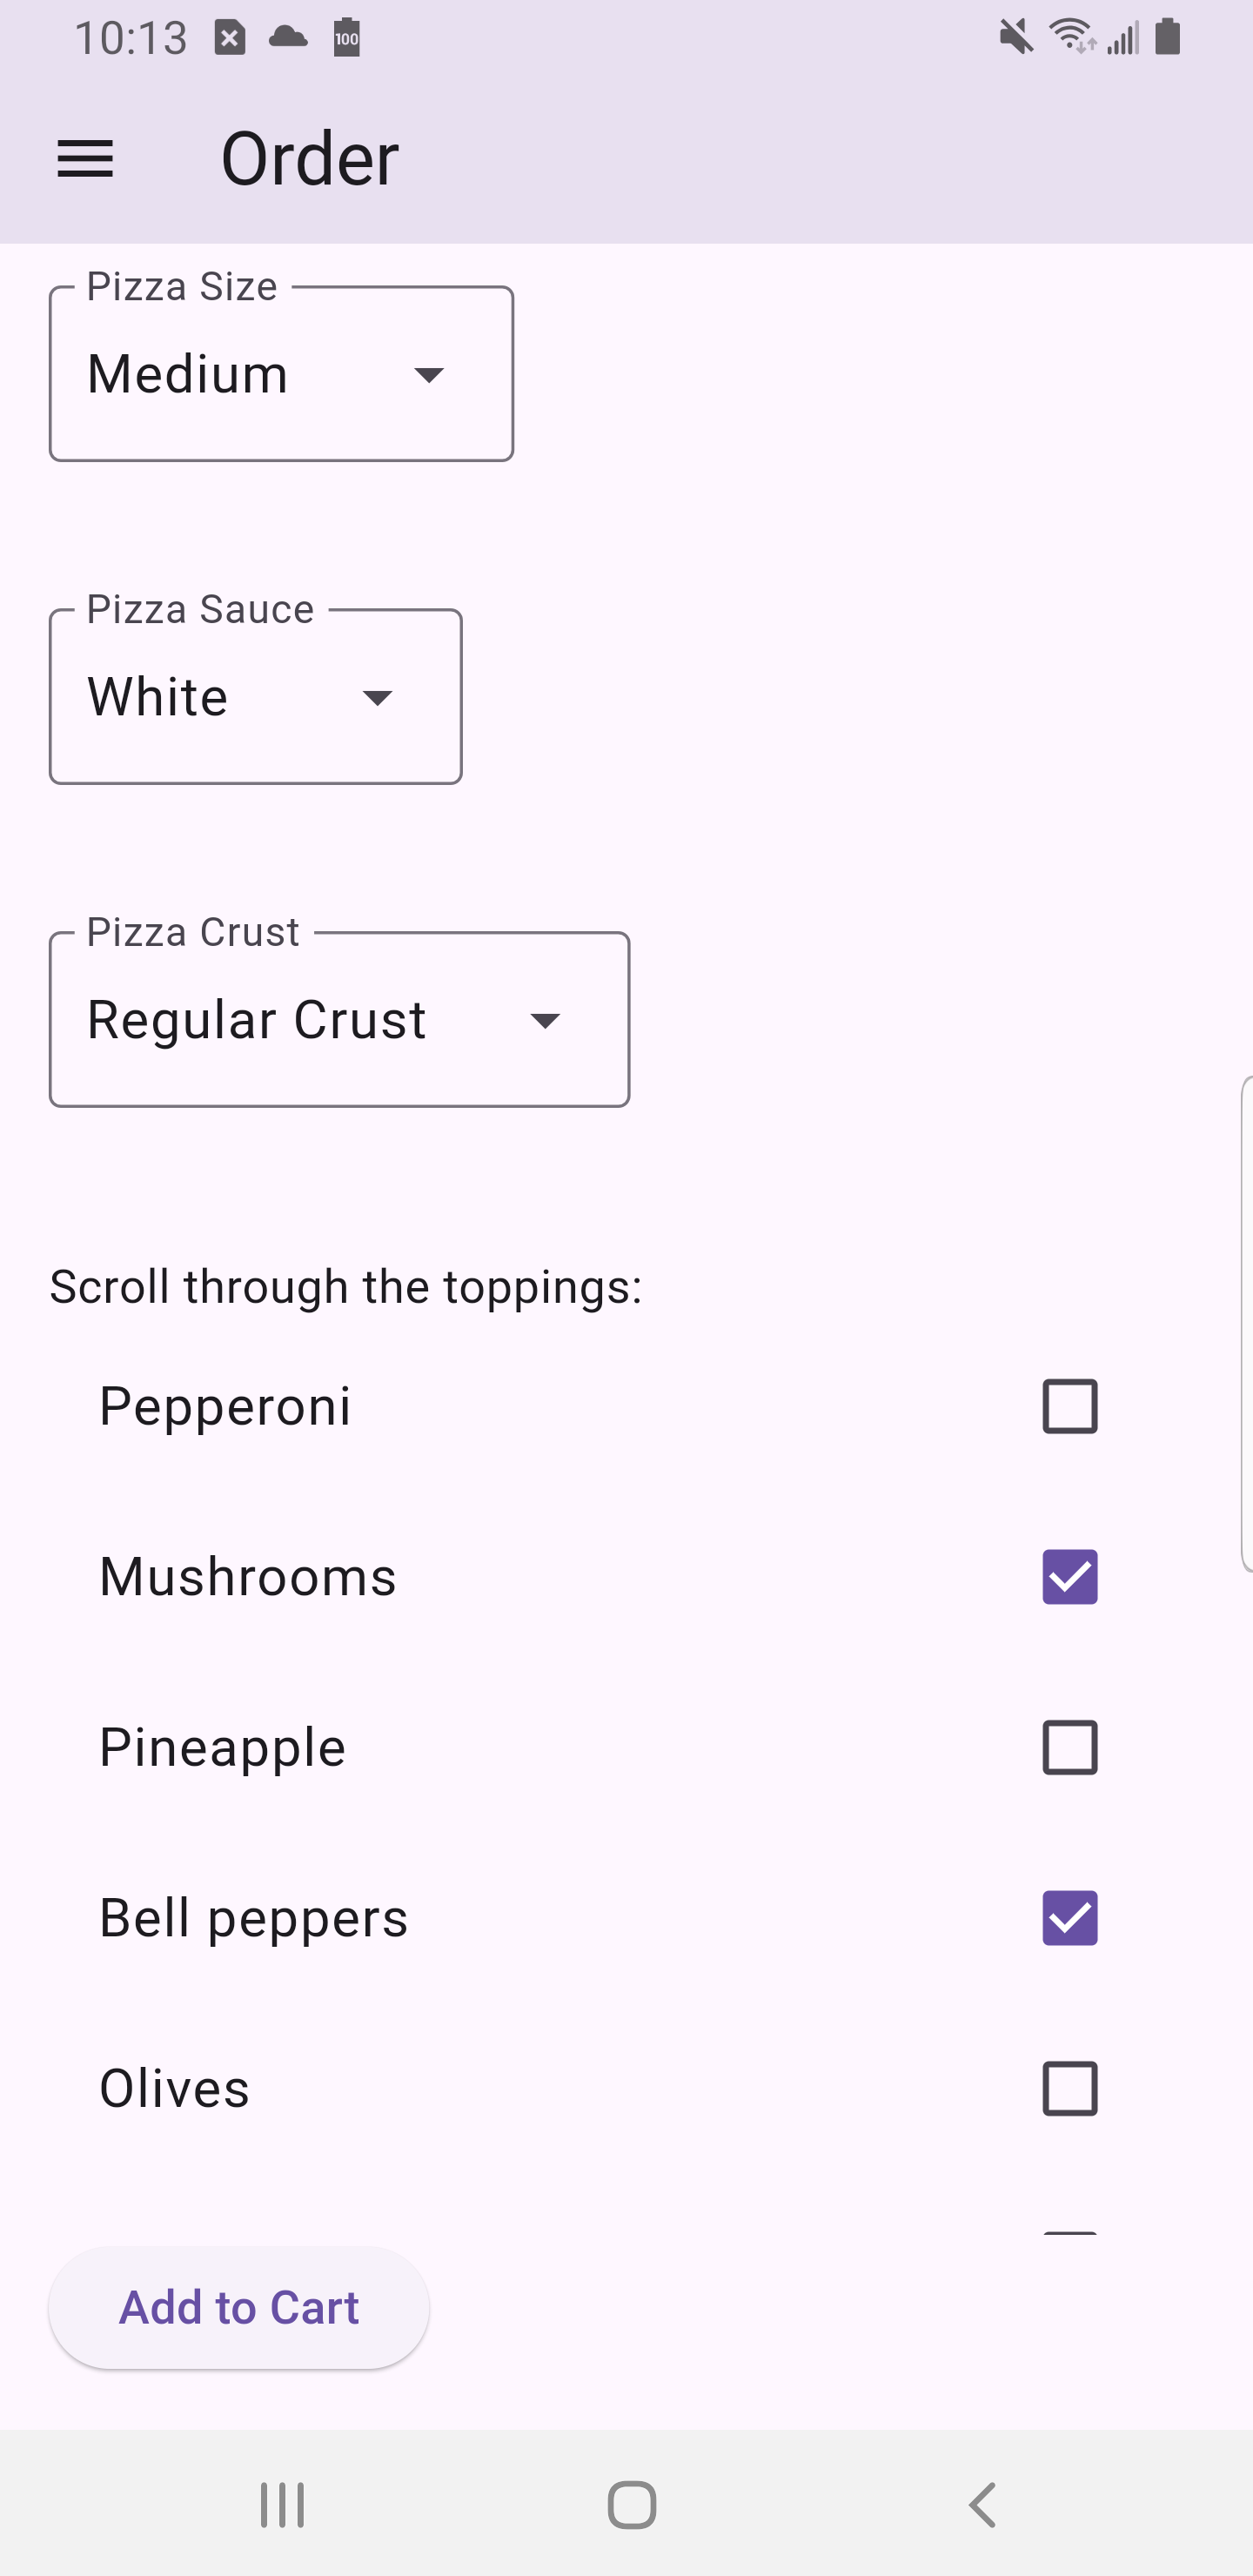 10:13
100
Order
Pizza Size
Medium
Pizza Sauce
White
Pizza Crust
Regular Crust
Scroll through the toppings:
Pepperoni
Mushrooms
Pineapple
Bell peppers
Olives
Add to Cart